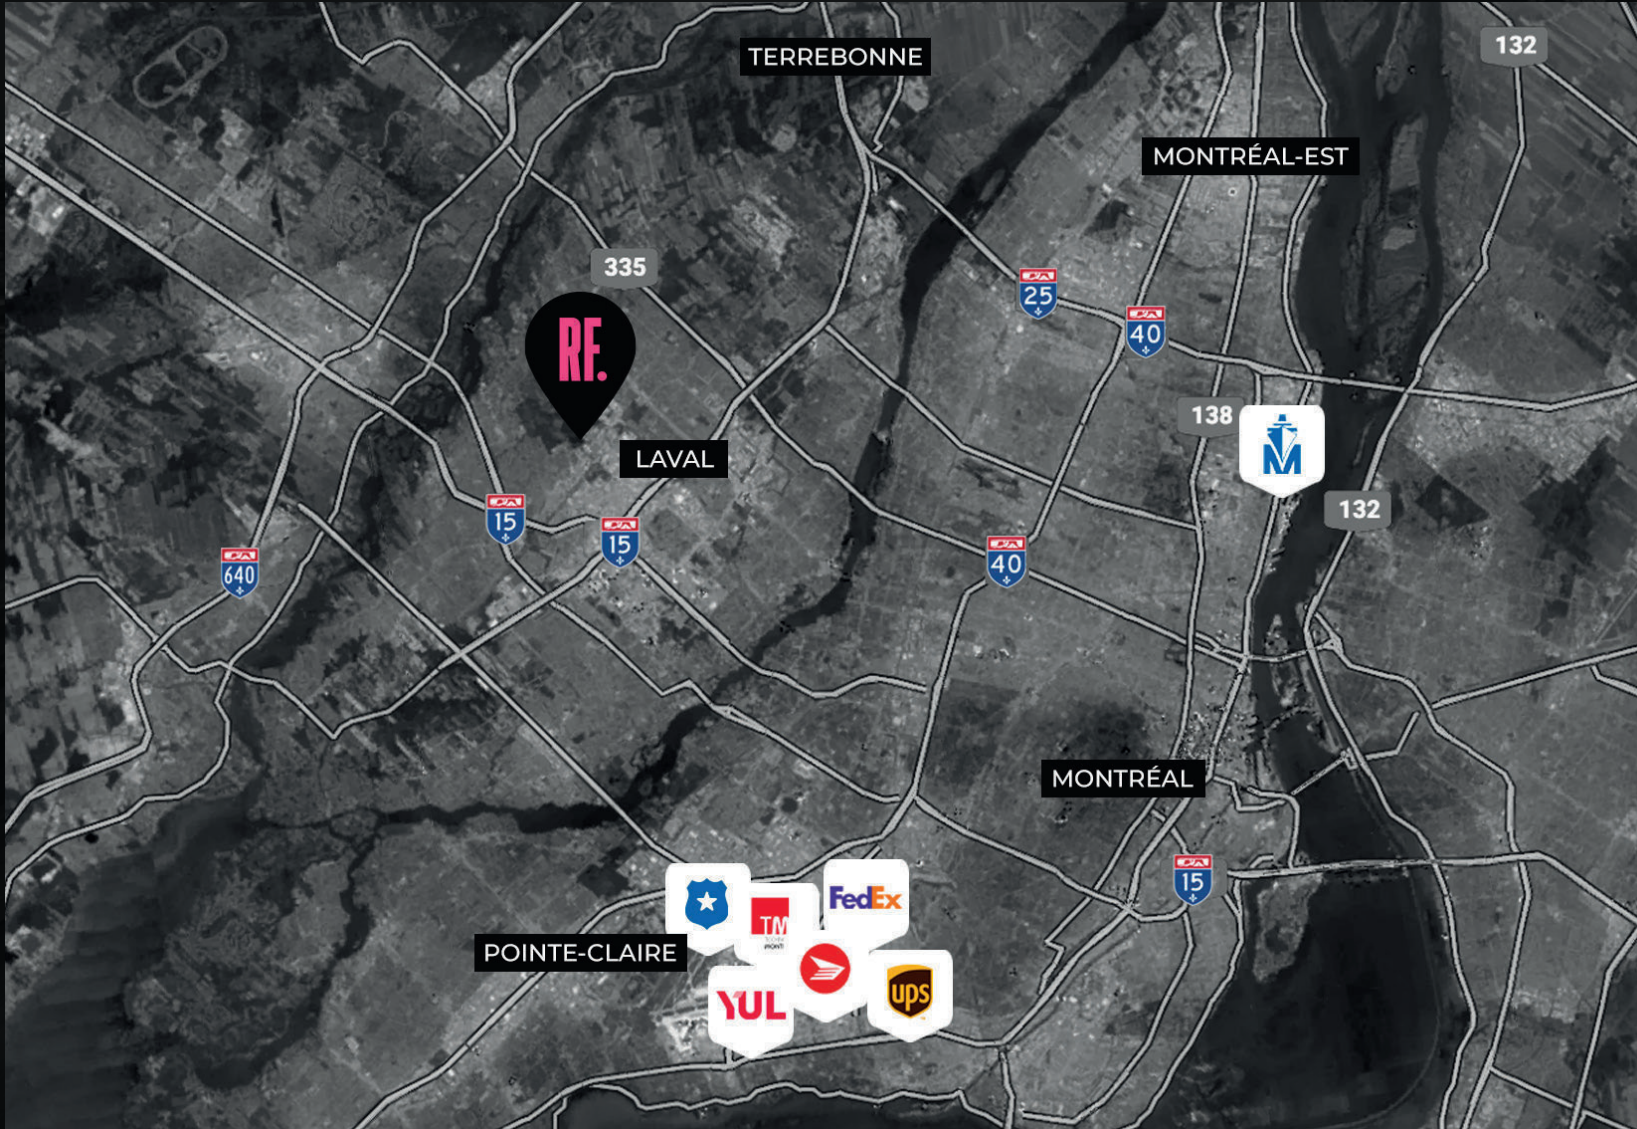 TERREBONNE
132
MONTRÉAL-EST
335
25
RF.
40
138
M
LAVAL
15
132
15
40
640
MONTRÉAL
15
FedEx
TM
POINTE-CLAIRE
YUL
ups